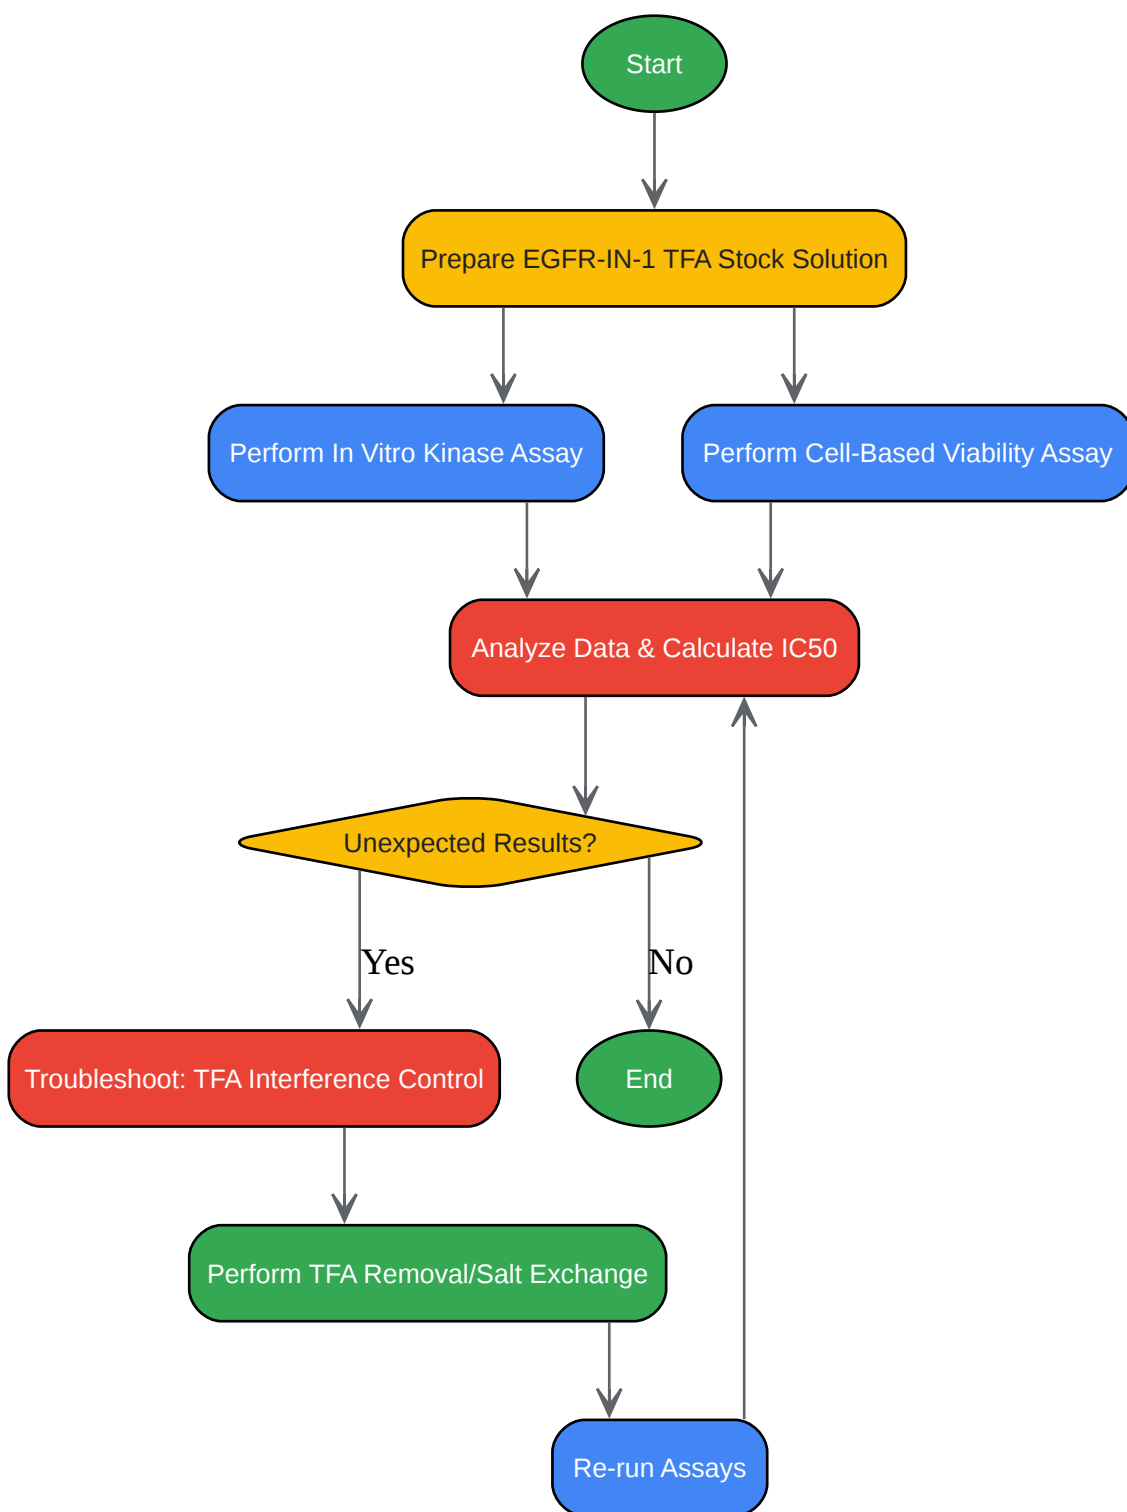 Start
Prepare EGFR-IN-1 TFA Stock Solution
Perform In Vitro Kinase Assay
Perform Cell-Based Viability Assay
Analyze Data & Calculate IC50
Unexpected Results?
Yes
No
Troubleshoot: TFA Interference Control
End
Perform TFA Removal/Salt Exchange
Re-run Assays